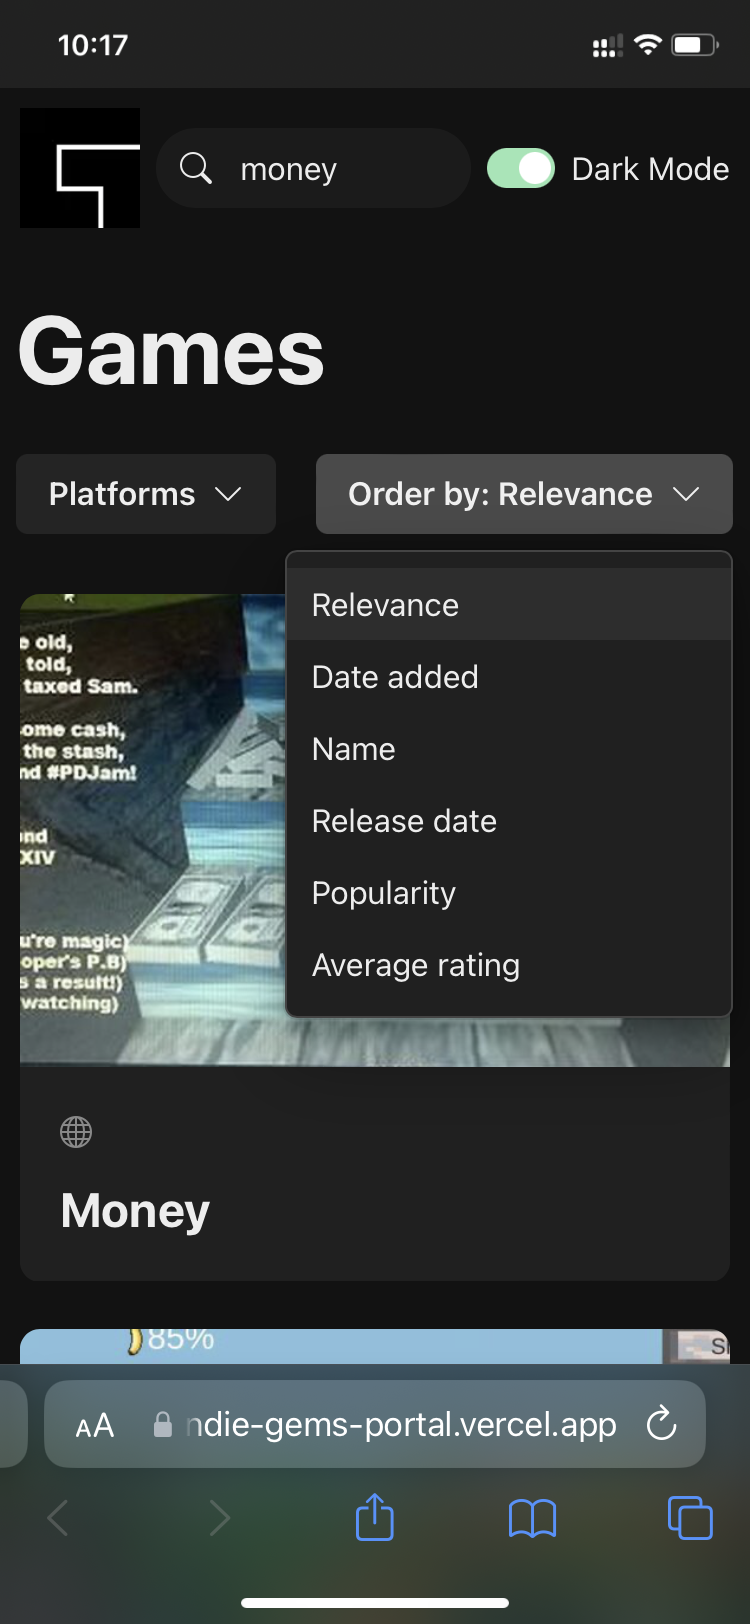 10:17
money
Dark Mode
Games
Platforms
Order by: Relevance
Relevance
Date added
Name
Release date
Popularity
Average rating
old,
told,
taxed Sam.
ome cash,
the stash,
nd #PDJam!
nd
XIV
u're magic)
oper's P.B)
s a result!)
watching)
Money
85%
AA
ndie-gems-portal.vercel.app